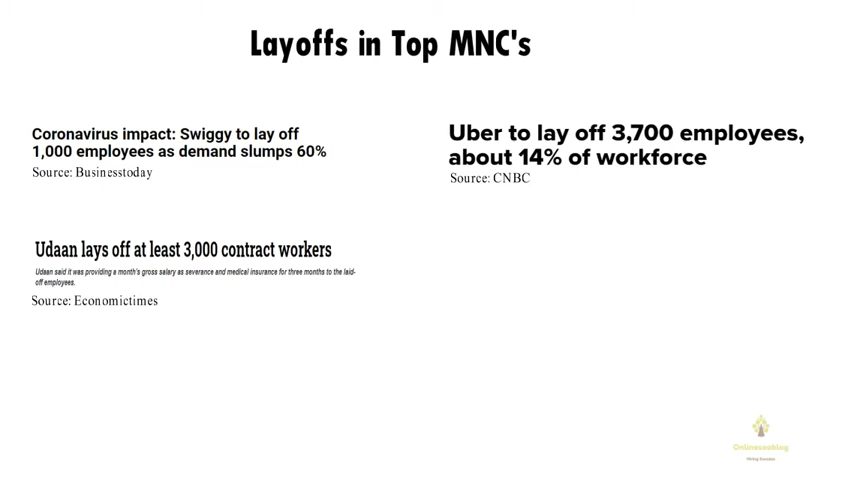 Layoffs in Top MNC's
Coronavirus impact: Swiggy to lay off
1,000 employees as demand slumps 60%
Source: Businesstoday
Uber to lay off 3,700 employees,
about 14% of workforce
Source: CNBC
Udaan lays off at least 3,000 contract workers
Udaan said it was providing a month's gross salary as severance and medical insurance for three months to the laid-
off employees.
Source: Economictimes
Onlineseoblog